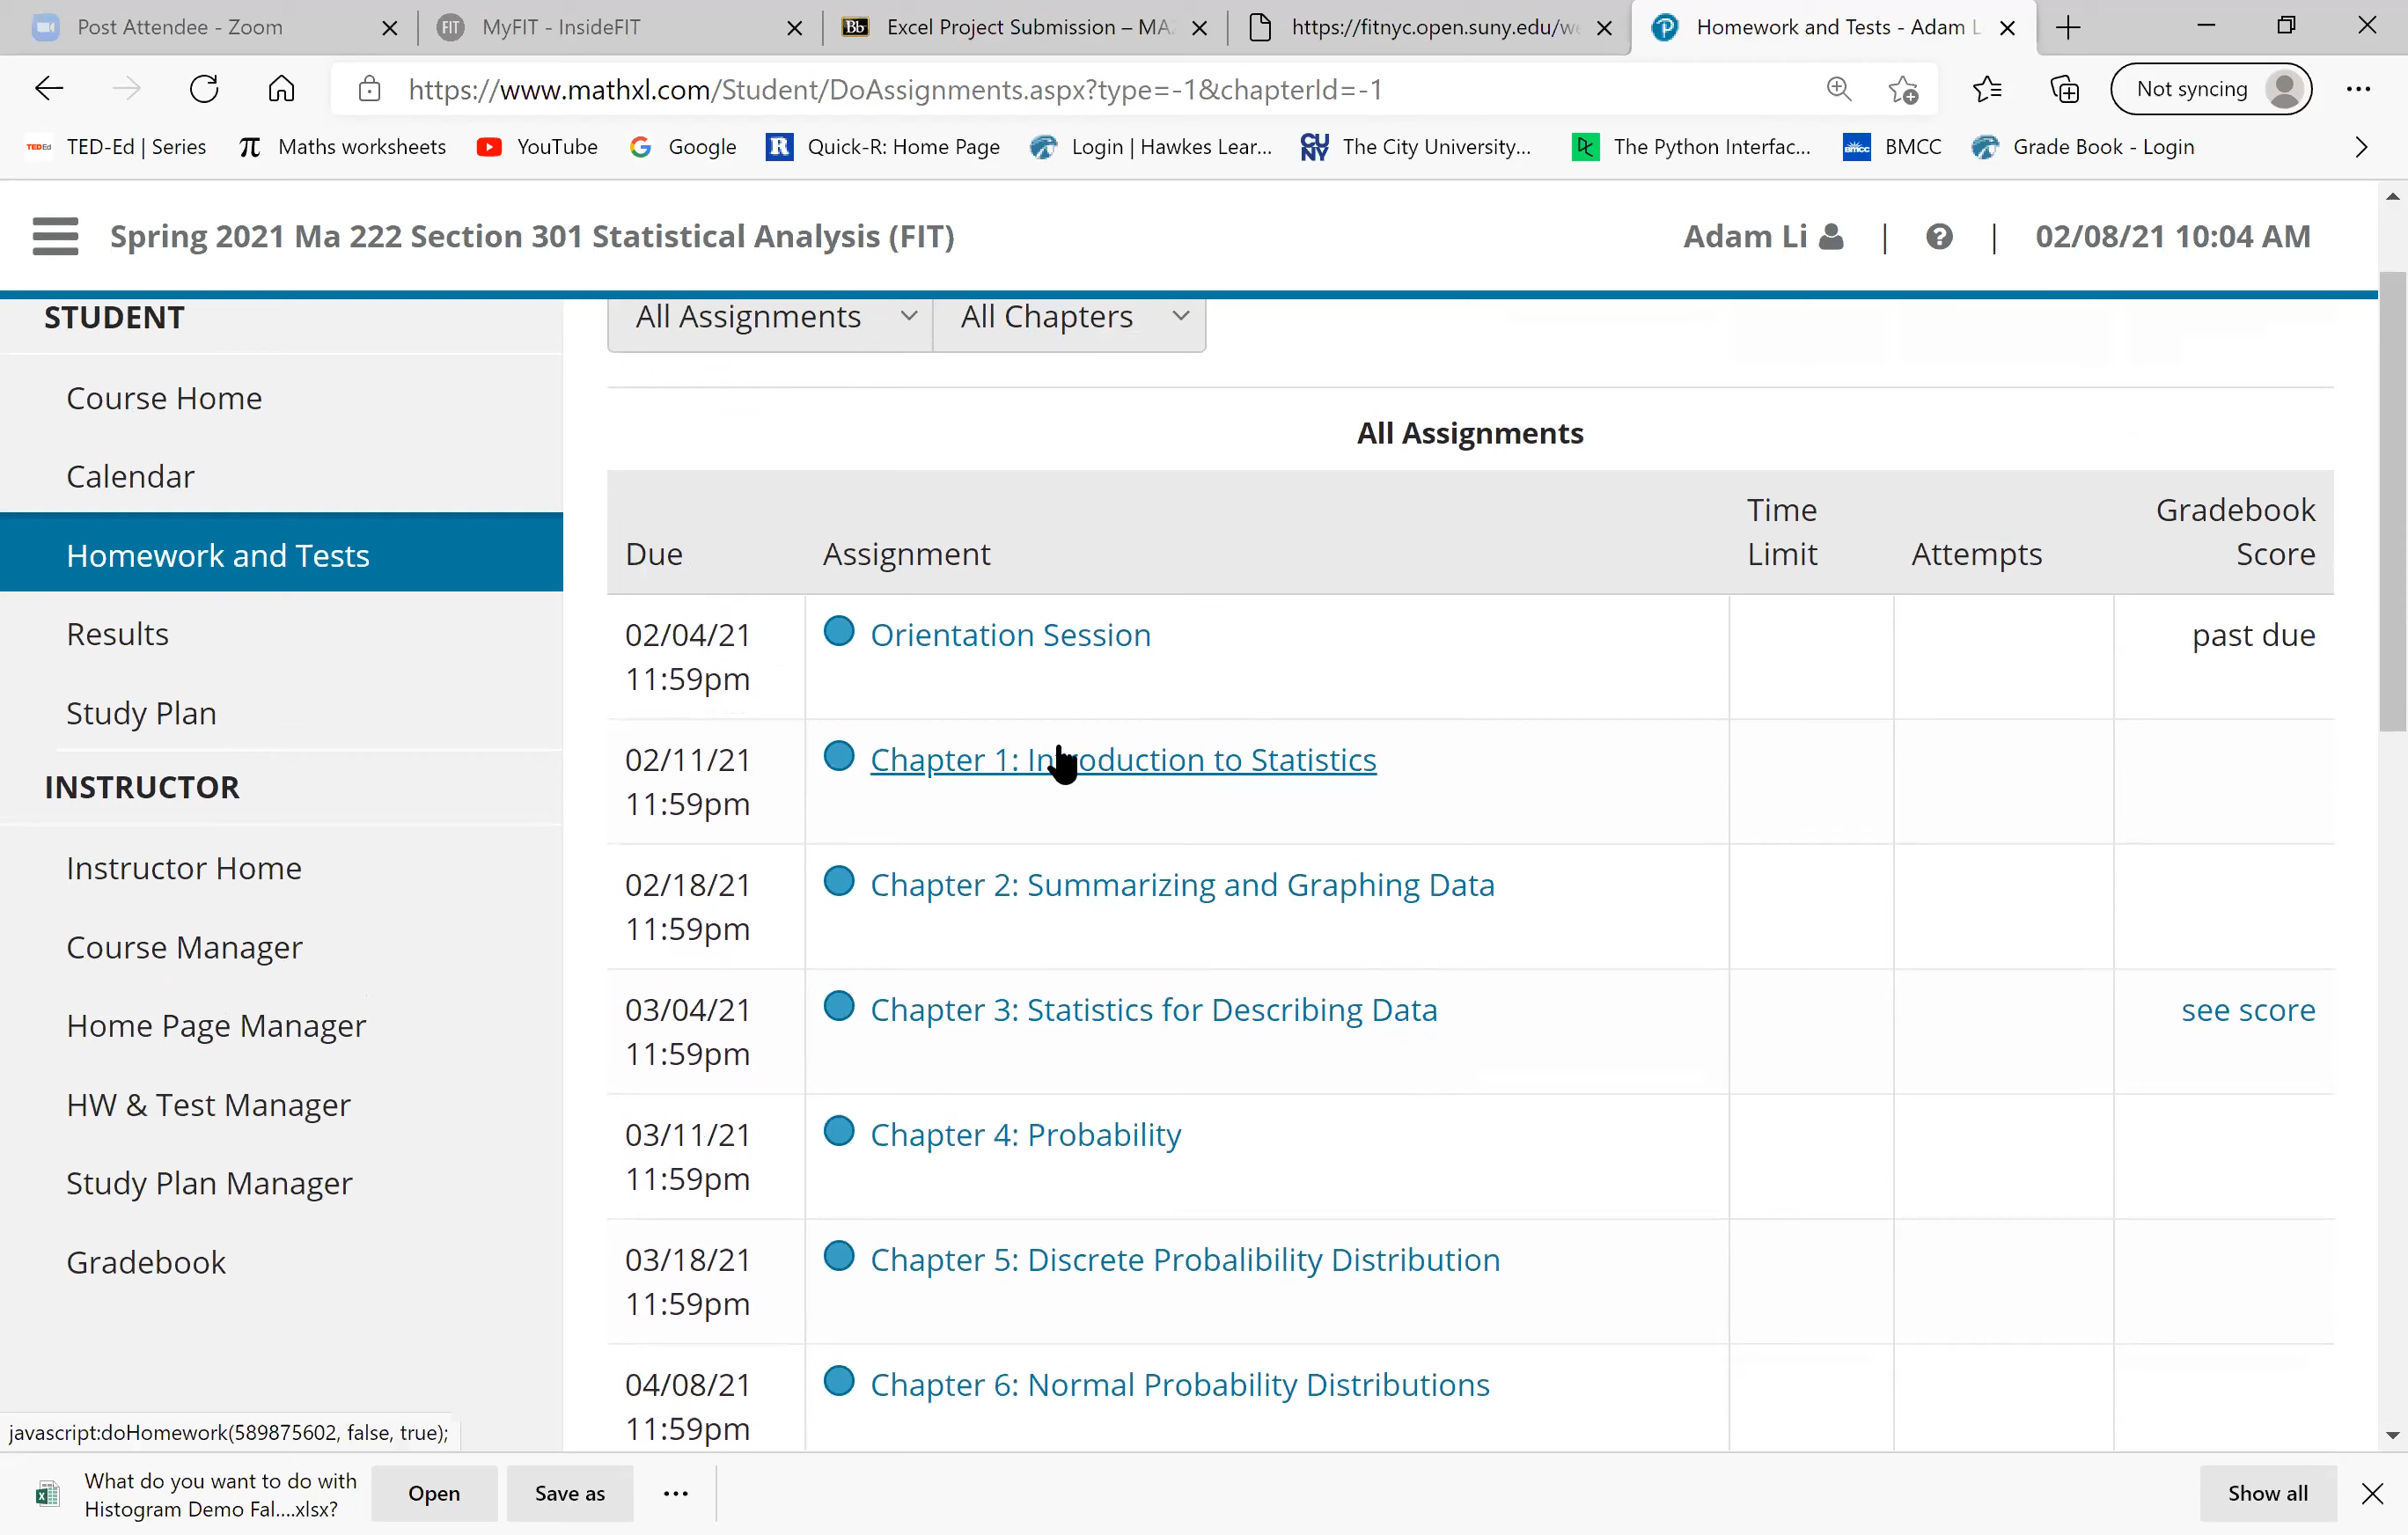 Post Attendee - Zoom
MyFIT - InsideFIT
Bb Excel Project Submission – MA
https://fitnyc.open.suny.edu/we
Homework and Tests - Adam L
https://www.mathxl.com/Student/DoAssignments.aspx?type=-1&chapterId=-1
Not syncing
TED-Ed | Series
Maths worksheets
YouTube
Google
Quick-R: Home Page
Login | Hawkes Lear...
The City University...
The Python Interfac...
BMCC
Grade Book - Login
Spring 2021 Ma 222 Section 301 Statistical Analysis (FIT)
Adam Li | ? | 02/08/21 10:04 AM
STUDENT
Course Home
Calendar
Homework and Tests
Results
Study Plan
INSTRUCTOR
Instructor Home
Course Manager
Home Page Manager
HW & Test Manager
Study Plan Manager
Gradebook
All Assignments
All Chapters
All Assignments
Due
Assignment
Time
Limit
Attempts
Gradebook
Score
02/04/21
11:59pm
Orientation Session
past due
02/11/21
11:59pm
Chapter 1: Introduction to Statistics
02/18/21
11:59pm
Chapter 2: Summarizing and Graphing Data
03/04/21
11:59pm
Chapter 3: Statistics for Describing Data
see score
03/11/21
11:59pm
Chapter 4: Probability
03/18/21
11:59pm
Chapter 5: Discrete Probalibility Distribution
04/08/21
11:59pm
Chapter 6: Normal Probability Distributions
javascript:doHomework(589875602, false, true);
What do you want to do with
Histogram Demo Fal....xlsx?
Open
Save as
Show all